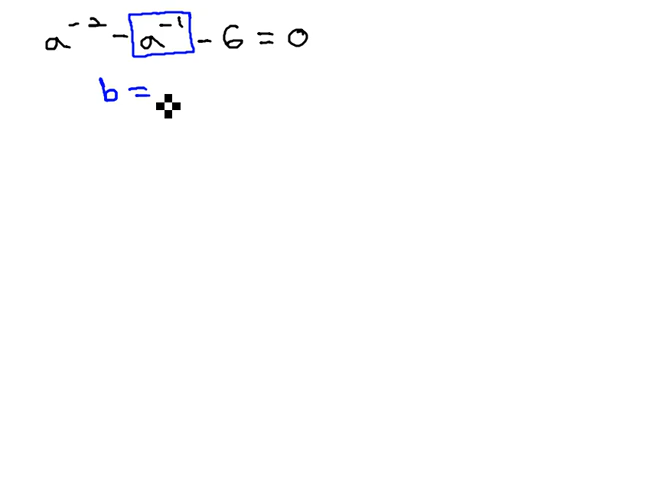 a⁻² - a⁻¹ - 6 = 0
b =